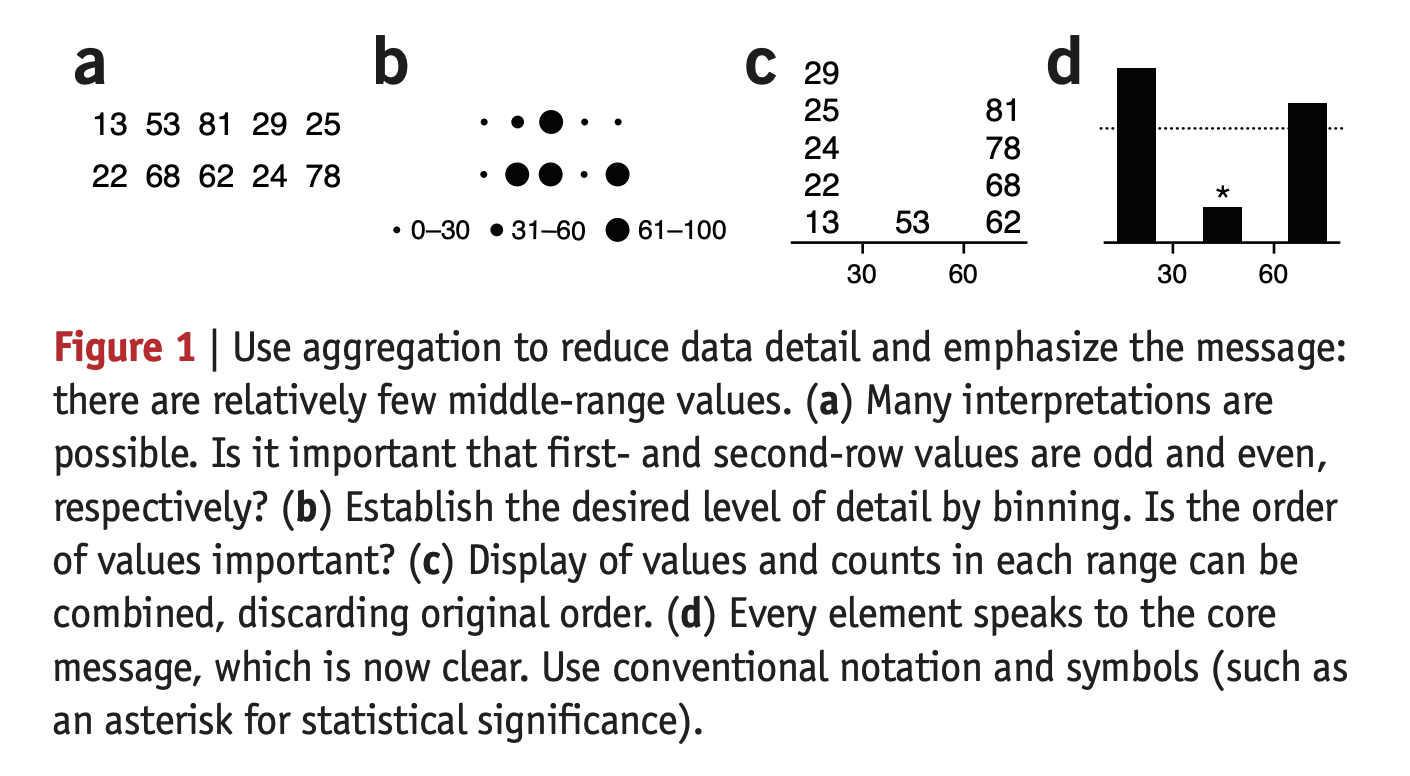 a
13 53 81 29 25
22 68 62 24 78
b
0–30 31–60 61–100
c
29
25 81
24 78
22 68
13 53 62
30 60
d
*
30 60
Figure 1 | Use aggregation to reduce data detail and emphasize the message:
there are relatively few middle-range values. (a) Many interpretations are
possible. Is it important that first- and second-row values are odd and even,
respectively? (b) Establish the desired level of detail by binning. Is the order
of values important? (c) Display of values and counts in each range can be
combined, discarding original order. (d) Every element speaks to the core
message, which is now clear. Use conventional notation and symbols (such as
an asterisk for statistical significance).